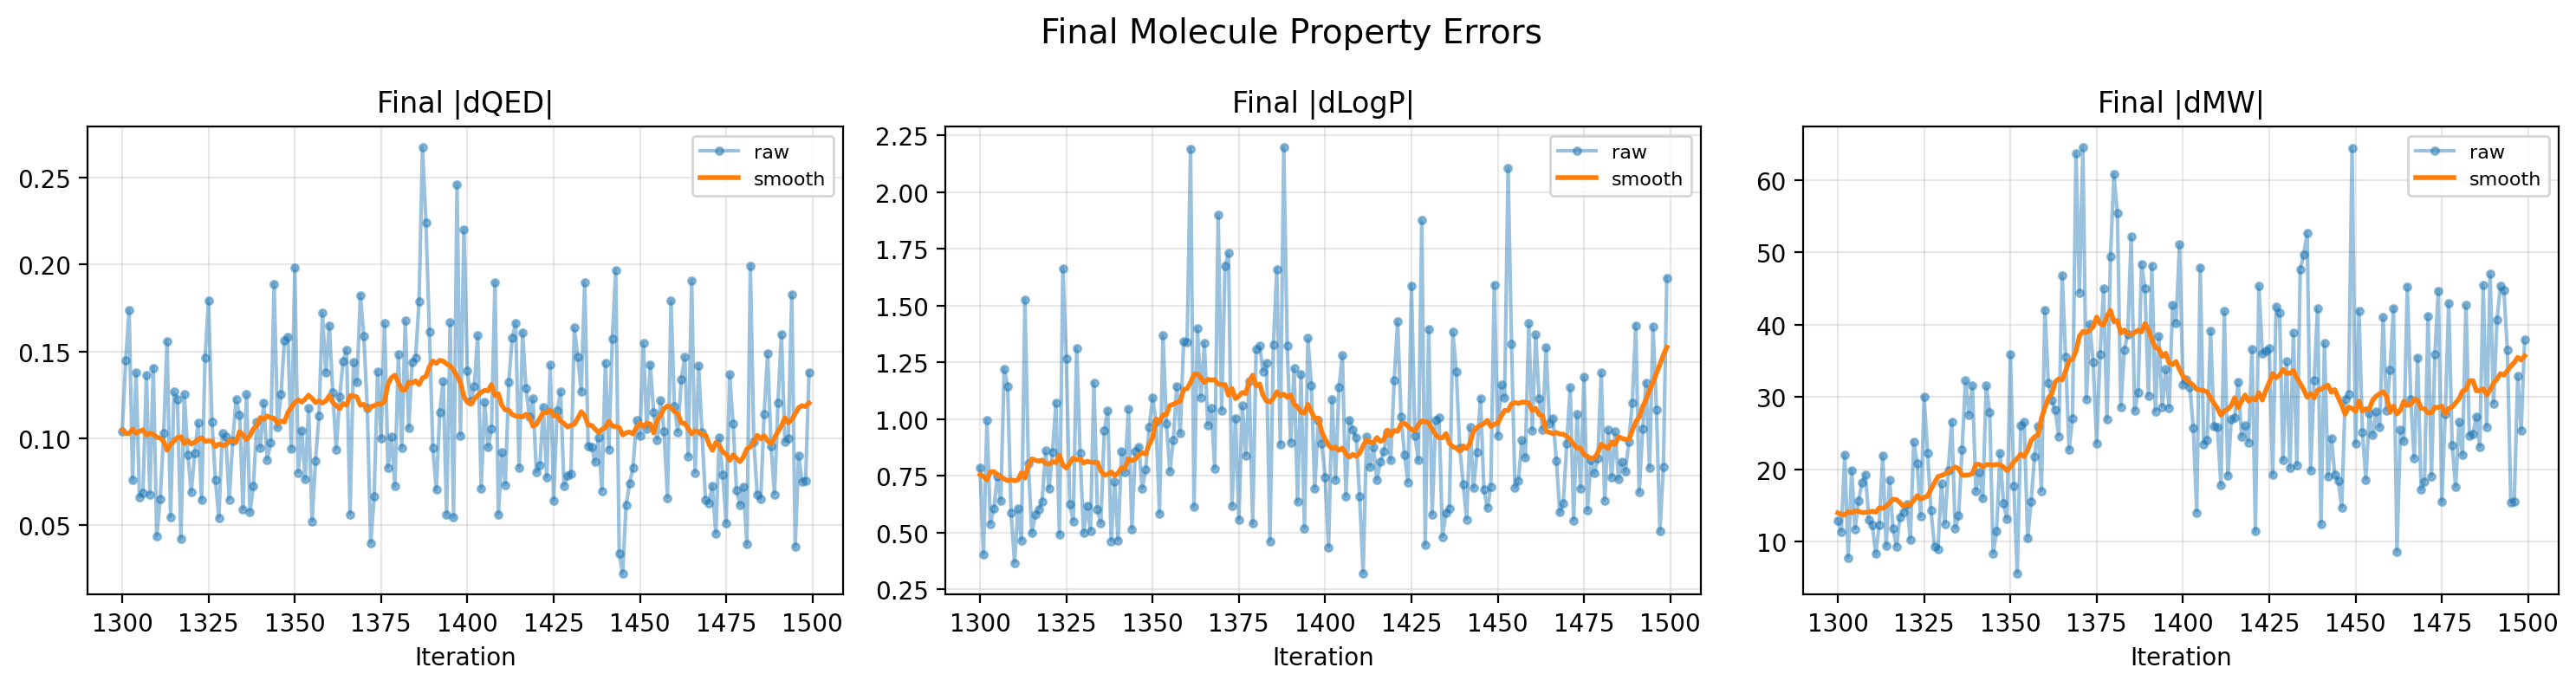 Final Molecule Property Errors
Final |dQED|
0.25
0.20
0.15
0.10
0.05
1300 1325 1350 1375 1400 1425 1450 1475 1500
Iteration
raw
smooth
Final |dLogP|
2.25
2.00
1.75
1.50
1.25
1.00
0.75
0.50
0.25
1300 1325 1350 1375 1400 1425 1450 1475 1500
Iteration
raw
smooth
Final |dMW|
60
50
40
30
20
10
1300 1325 1350 1375 1400 1425 1450 1475 1500
Iteration
raw
smooth